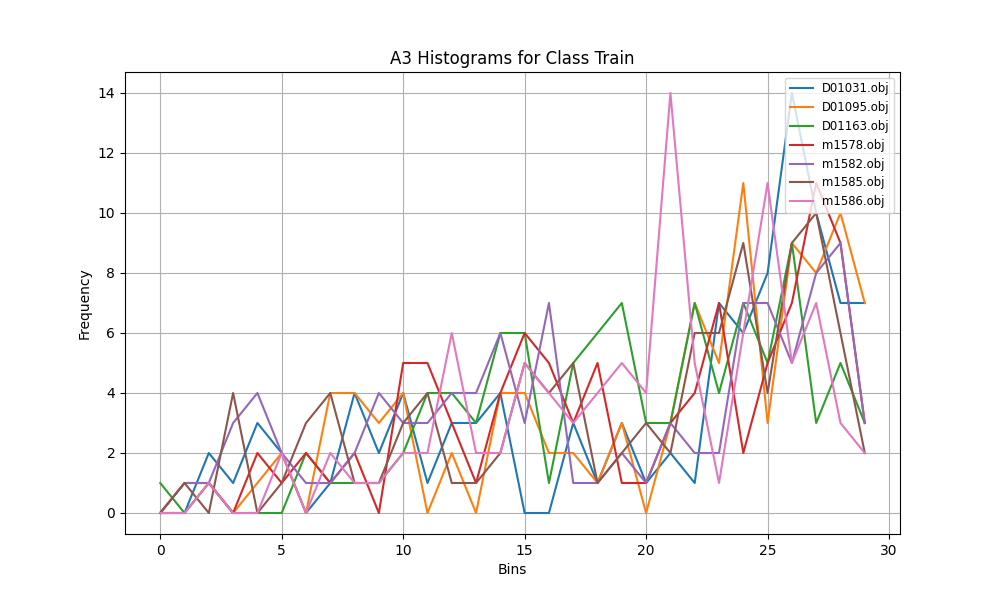 A3 Histograms for Class Train
Frequency
14
12
10
8
6
4
2
0
0 5 10 15 20 25 30
Bins
D01031.obj
D01095.obj
D01163.obj
m1578.obj
m1582.obj
m1585.obj
m1586.obj